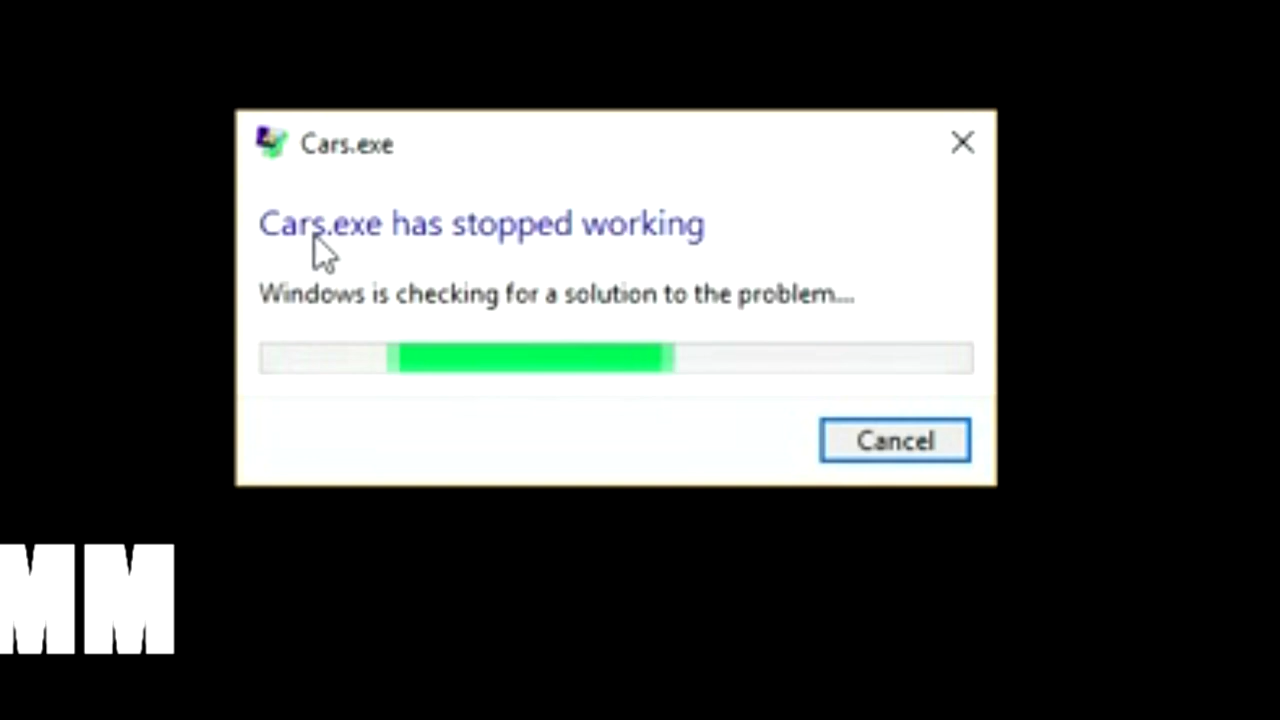 Cars.exe
Cars.exe has stopped working
Windows is checking for a solution to the problem...
Cancel
MM